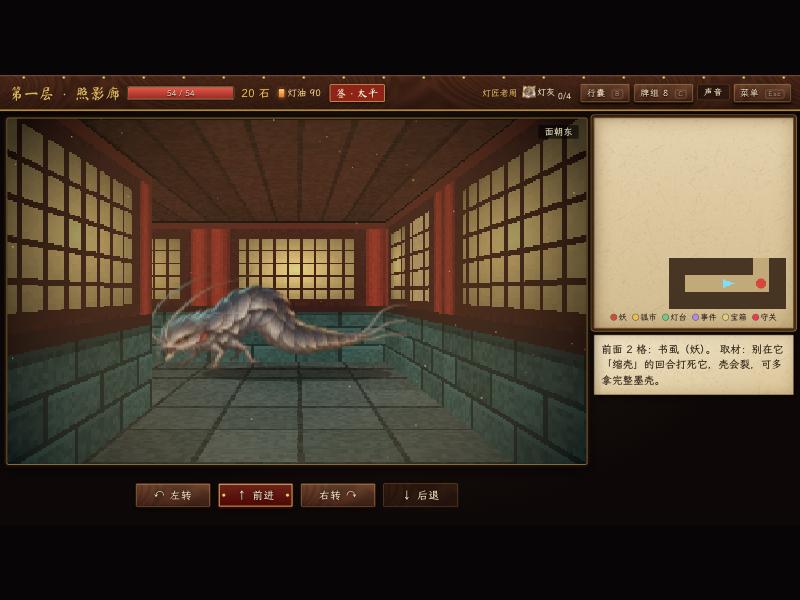 第一层 · 照影廊
54 / 54
20 石
灯油 90
签 · 太平
灯匠老周
灯灰 0/4
行囊 B
牌组 8 C
声音
菜单 Esc
面朝东
妖 狐市 灯台 事件 宝箱 守关
前面 2 格：书虱（妖）。取材：别在它
「缩壳」的回合打死它，壳会裂，可多
拿完整墨壳。
↶ 左转
↑ 前进
右转 ↷
↓ 后退